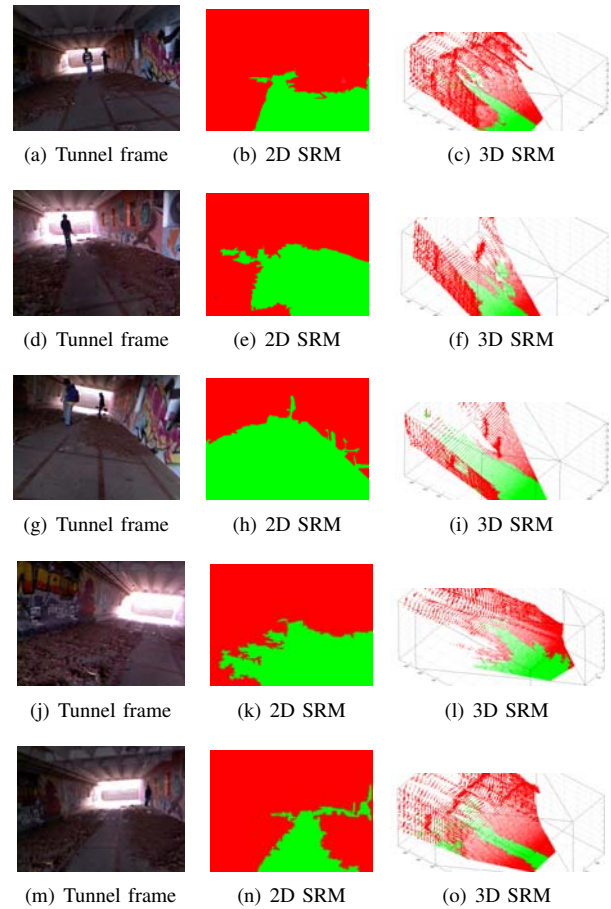 (a) Tunnel frame (b) 2D SRM (c) 3D SRM
(d) Tunnel frame (e) 2D SRM (f) 3D SRM
(g) Tunnel frame (h) 2D SRM (i) 3D SRM
(j) Tunnel frame (k) 2D SRM (l) 3D SRM
(m) Tunnel frame (n) 2D SRM (o) 3D SRM